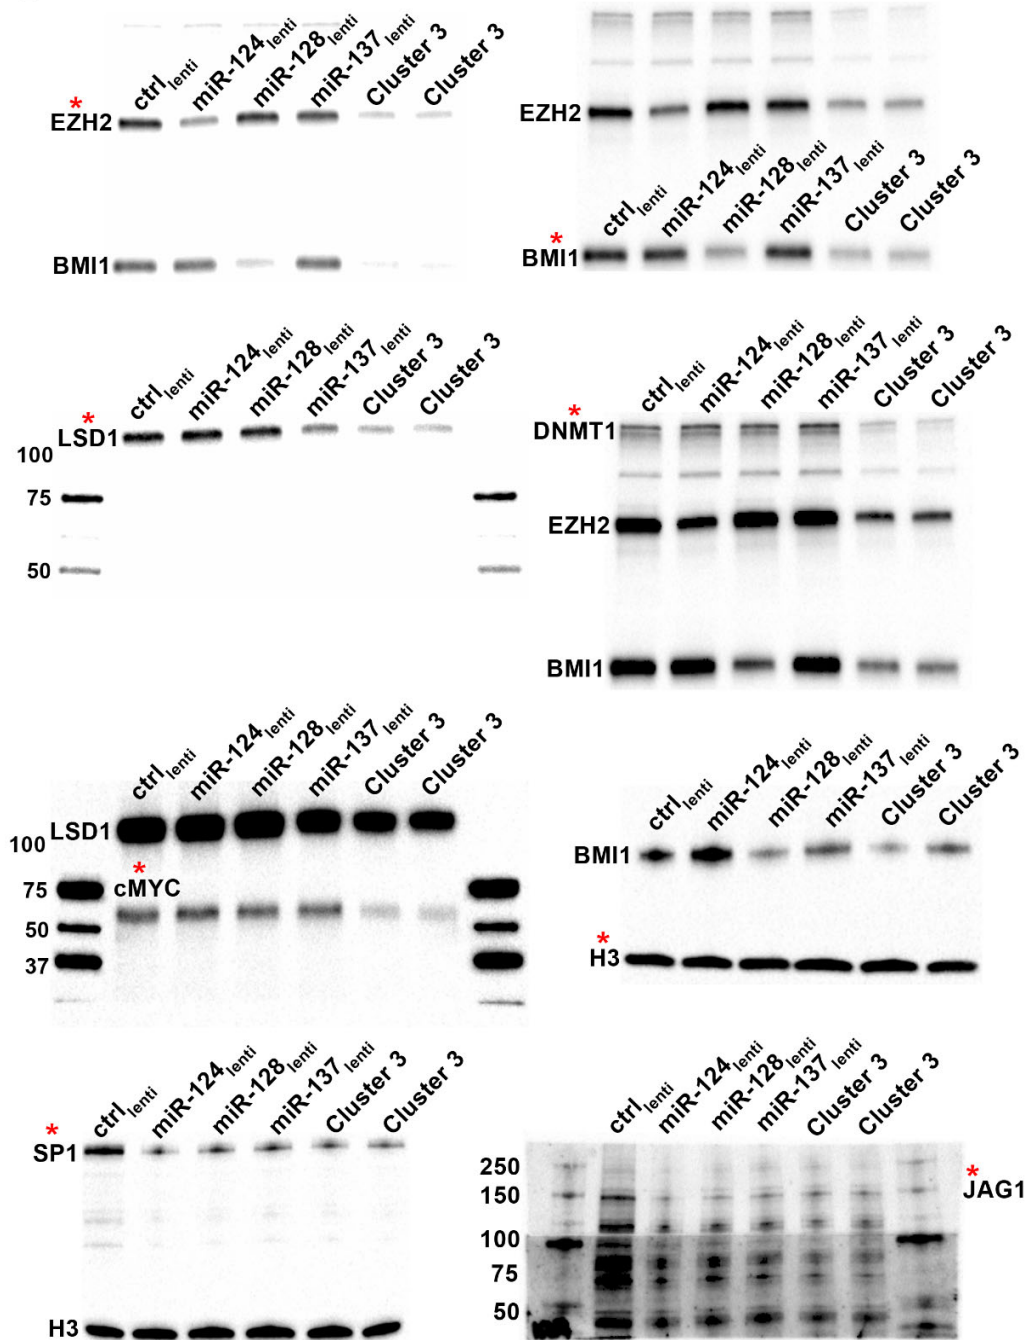 ctrl lenti miR-124 lenti miR-128 lenti miR-137 lenti Cluster 3 Cluster 3
*
EZH2
BMI1
EZH2
ctrl lenti miR-124 lenti miR-128 lenti miR-137 lenti Cluster 3 Cluster 3
*
BMI1
ctrl lenti miR-124 lenti miR-128 lenti miR-137 lenti Cluster 3 Cluster 3
*
LSD1
100
75
50
ctrl lenti miR-124 lenti miR-128 lenti miR-137 lenti Cluster 3 Cluster 3
*
DNMT1
EZH2
BMI1
ctrl lenti miR-124 lenti miR-128 lenti miR-137 lenti Cluster 3 Cluster 3
LSD1
100
*
75 cMYC
50
37
ctrl lenti miR-124 lenti miR-128 lenti miR-137 lenti Cluster 3 Cluster 3
BMI1
*
H3
ctrl lenti miR-124 lenti miR-128 lenti miR-137 lenti Cluster 3 Cluster 3
*
SP1
H3
ctrl lenti miR-124 lenti miR-128 lenti miR-137 lenti Cluster 3 Cluster 3
250
*
150 JAG1
100
75
50